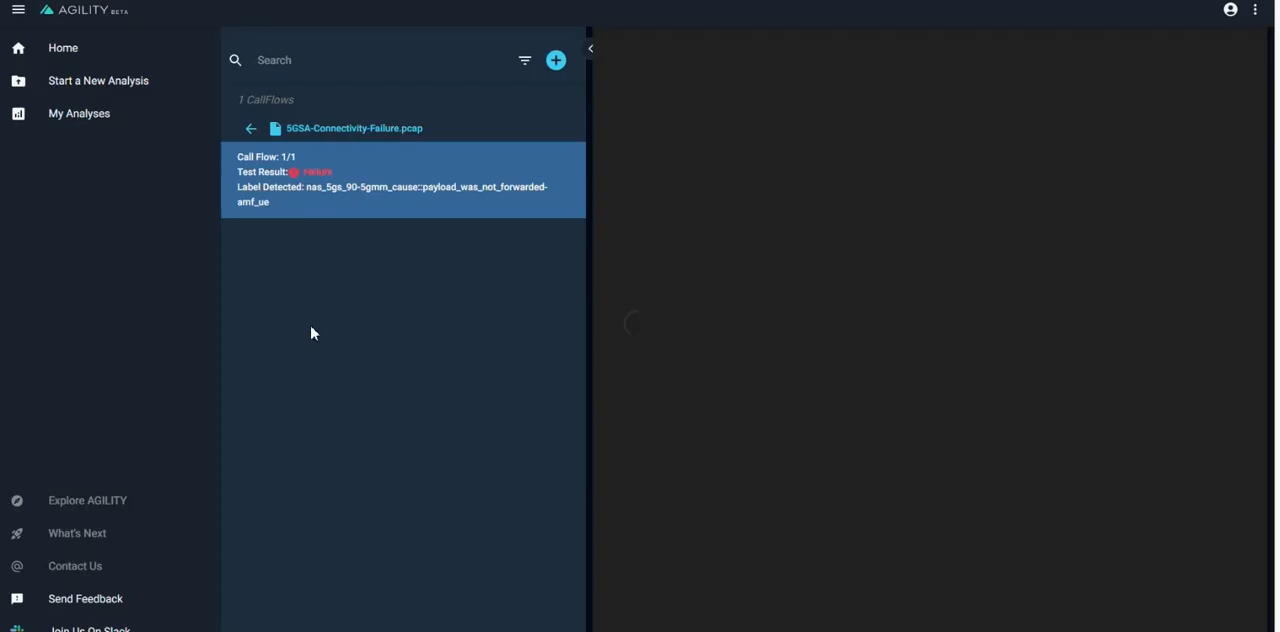 AGILITY BETA
Home
Start a New Analysis
My Analyses
Search
1 CallFlows
5GSA-Connectivity-Failure.pcap
Call Flow: 1/1
Test Result: Failure
Label Detected: nas_5gs_90-5gmm_cause::payload_was_not_forwarded-
amf_ue
Explore AGILITY
What's Next
Contact Us
Send Feedback
Join Us On Slack